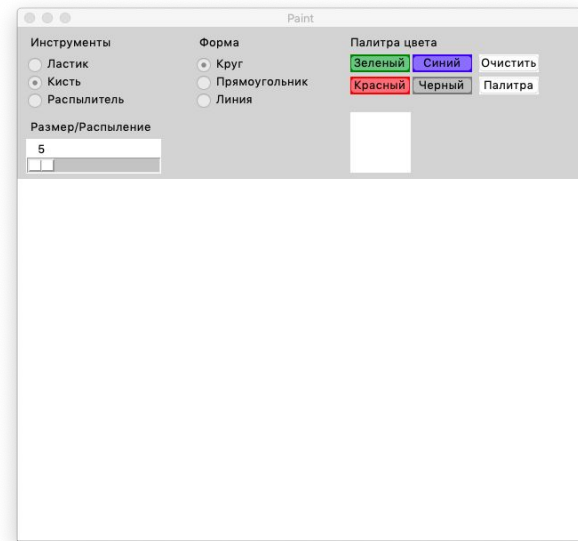 Paint
Инструменты
Ластик
Кисть
Распылитель
Размер/Распыление
5
Форма
Круг
Прямоугольник
Линия
Палитра цвета
Зеленый Синий Очистить
Красный Черный Палитра